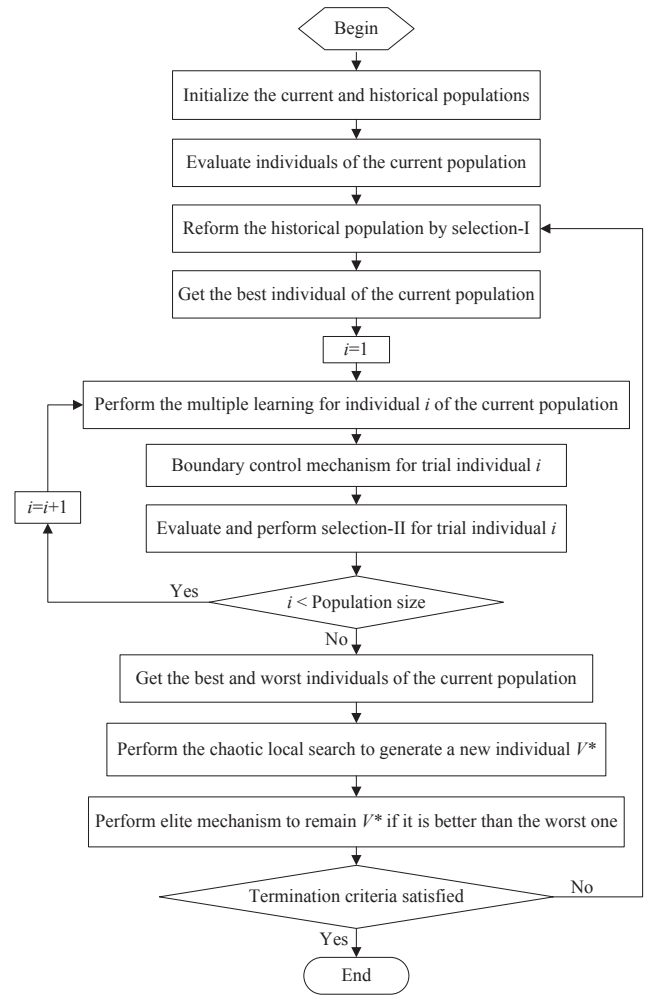 Begin
Initialize the current and historical populations
Evaluate individuals of the current population
Reform the historical population by selection-I
Get the best individual of the current population
i=1
Perform the multiple learning for individual i of the current population
Boundary control mechanism for trial individual i
i=i+1
Evaluate and perform selection-II for trial individual i
Yes
i < Population size
No
Get the best and worst individuals of the current population
Perform the chaotic local search to generate a new individual V*
Perform elite mechanism to remain V* if it is better than the worst one
Termination criteria satisfied
No
Yes
End